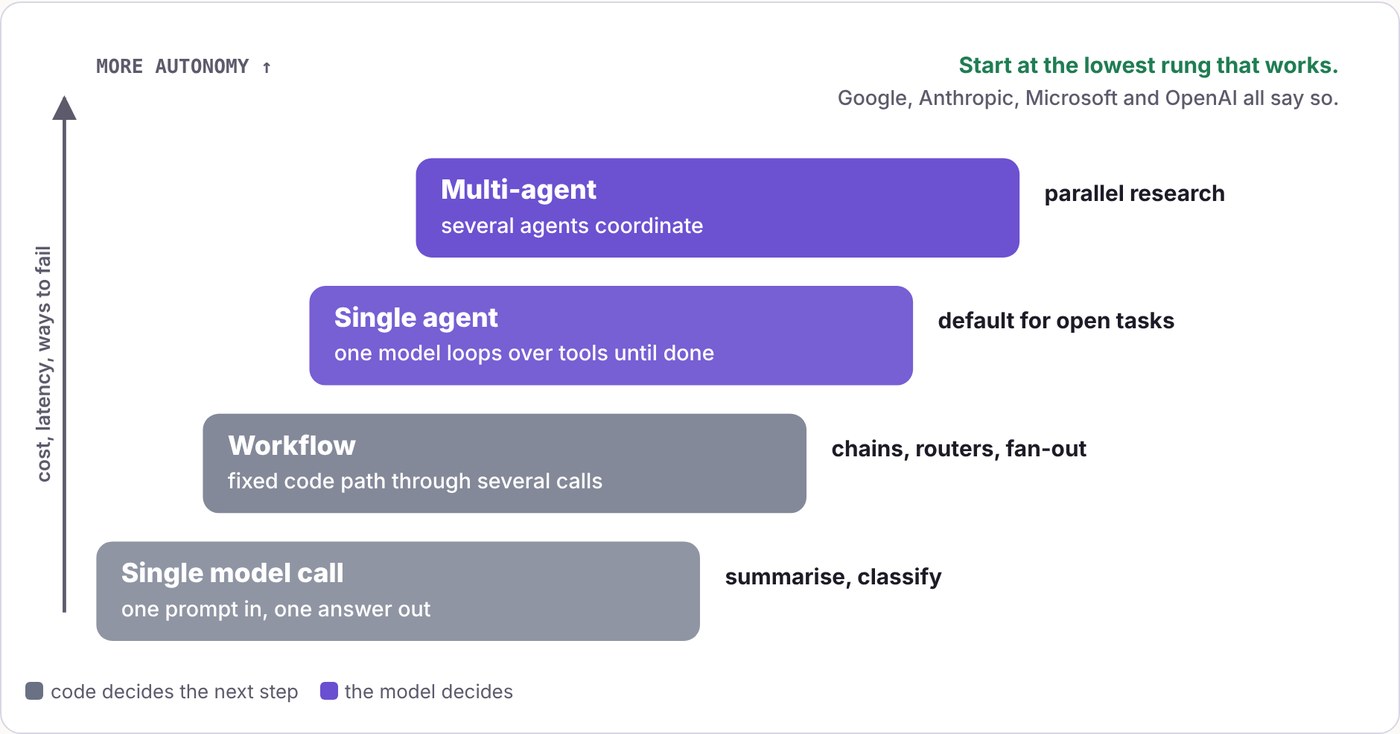 MORE AUTONOMY ↑
Start at the lowest rung that works.
Google, Anthropic, Microsoft and OpenAI all say so.
cost, latency, ways to fail
Multi-agent
several agents coordinate
parallel research
Single agent
one model loops over tools until done
default for open tasks
Workflow
fixed code path through several calls
chains, routers, fan-out
Single model call
one prompt in, one answer out
summarise, classify
code decides the next step
the model decides